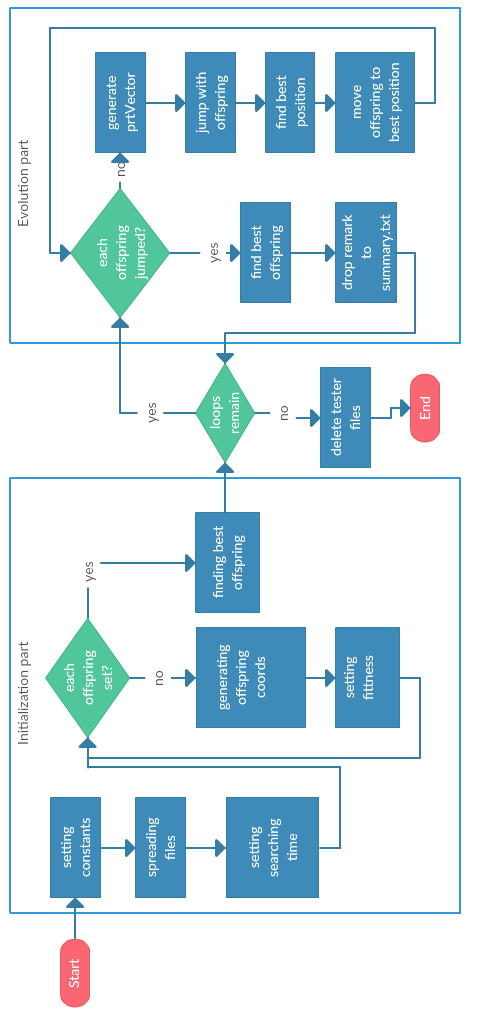 Start
Initialization part
setting
constants
spreading
files
setting
searching
time
each
offspring
set?
no
generating
offspring
coords
setting
fittness
yes
finding best
offspring
loops
remain
no
delete tester
files
End
yes
Evolution part
each
offspring
jumped?
no
generate
prtVector
jump with
offspring
find best
position
move
offspring to
best position
yes
find best
offspring
drop remark
to
summary.txt